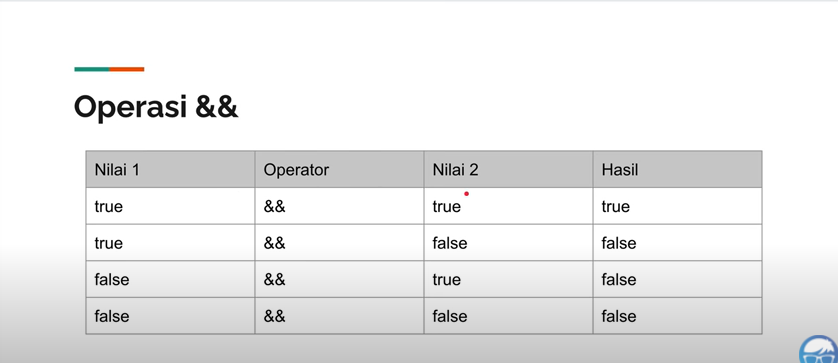 Operasi &&
Nilai 1 Operator Nilai 2 Hasil
true && true true
true && false false
false && true false
false && false false